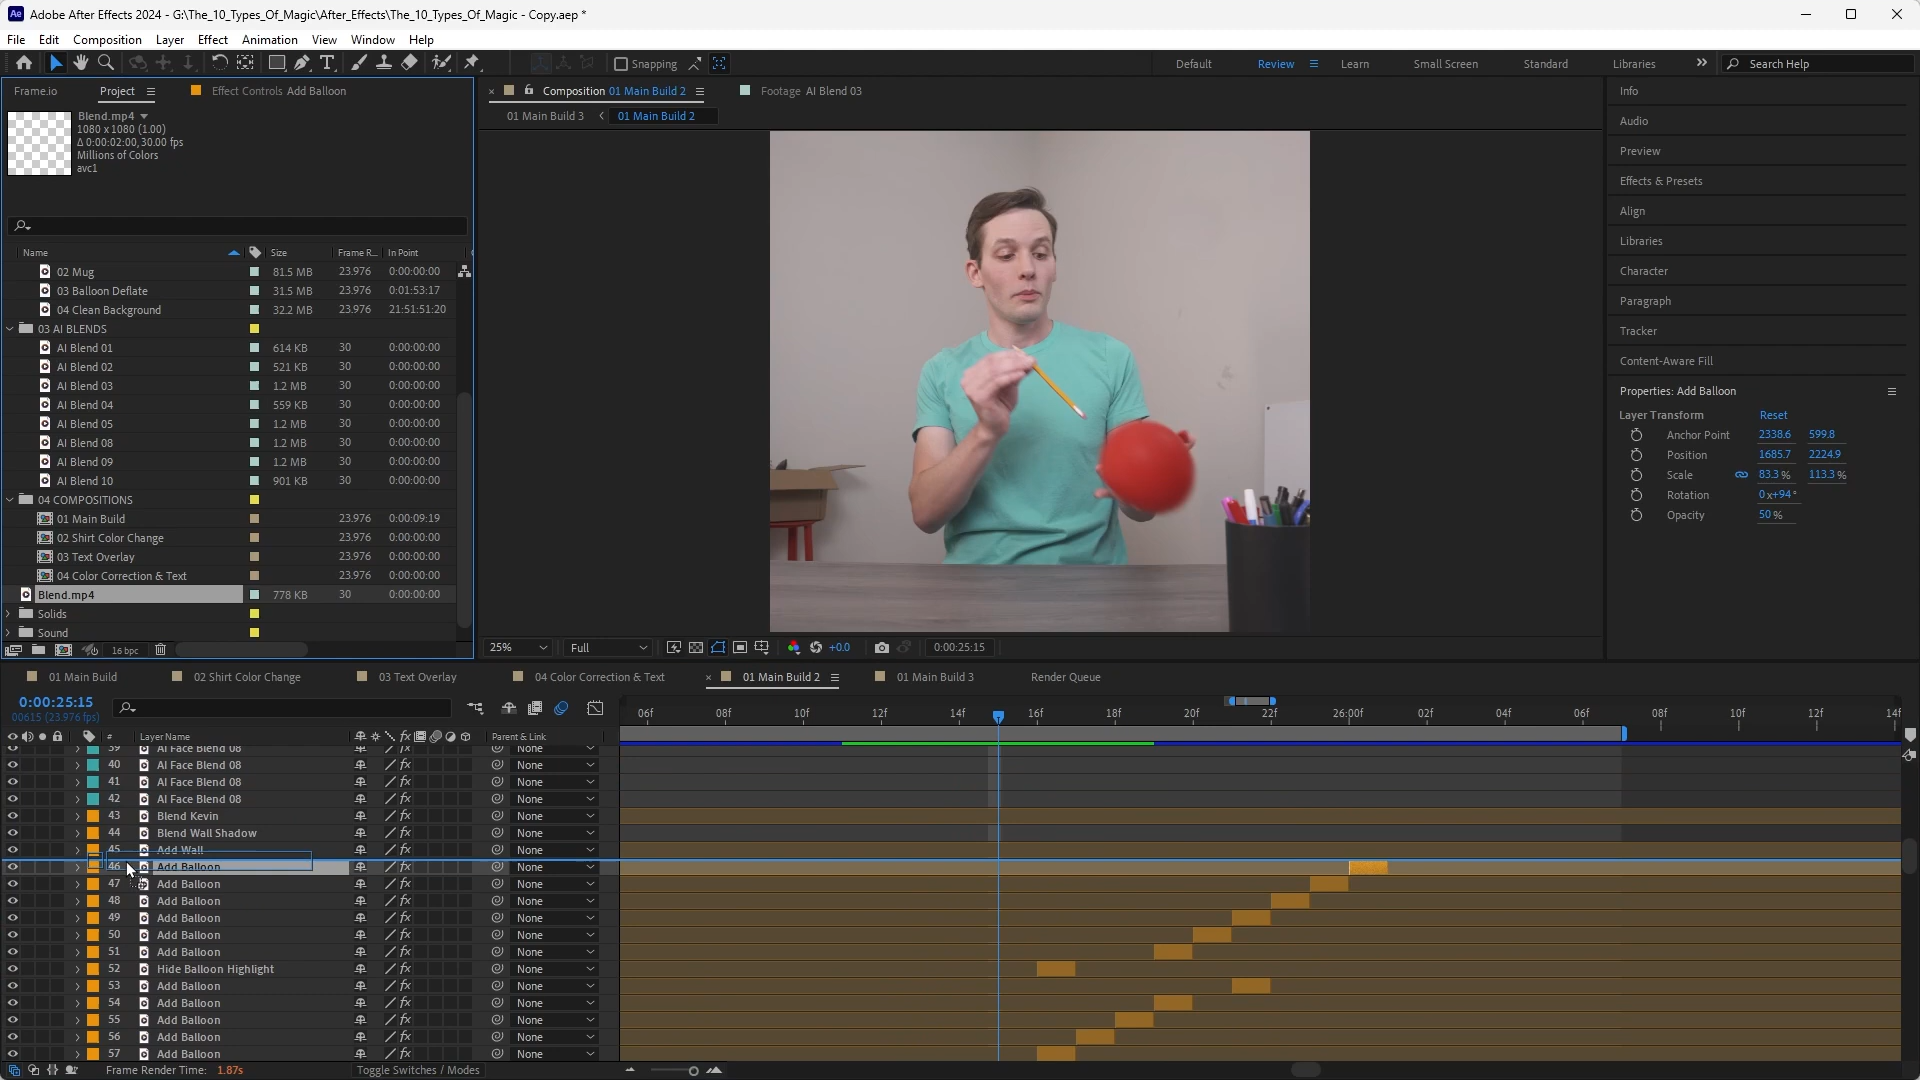 Adobe After Effects 2024 - G:\The_10_Types_Of_Magic\After_Effects\The_10_Types_Of_Magic - Copy.aep *
File Edit Composition Layer Effect Animation View Window Help
Snapping Default Review Learn Small Screen Standard Libraries Search Help
Frame.io Project Effect Controls Add Balloon
Composition 01 Main Build 2 Footage AI Blend 03
01 Main Build 3 01 Main Build 2
Blend.mp4
1080 x 1080 (1.00)
Δ 0:00:02:00, 30.00 fps
Millions of Colors
avc1
Name Size Frame R... In Point
02 Mug 81.5 MB 23.976 0:00:00:00
03 Balloon Deflate 31.5 MB 23.976 0:01:53:17
04 Clean Background 32.2 MB 23.976 21:51:51:20
03 AI BLENDS
AI Blend 01 614 KB 30 0:00:00:00
AI Blend 02 521 KB 30 0:00:00:00
AI Blend 03 1.2 MB 30 0:00:00:00
AI Blend 04 559 KB 30 0:00:00:00
AI Blend 05 1.2 MB 30 0:00:00:00
AI Blend 08 1.2 MB 30 0:00:00:00
AI Blend 09 1.2 MB 30 0:00:00:00
AI Blend 10 901 KB 30 0:00:00:00
04 COMPOSITIONS
01 Main Build 23.976 0:00:09:19
02 Shirt Color Change 23.976 0:00:00:00
03 Text Overlay 23.976 0:00:00:00
04 Color Correction & Text 23.976 0:00:00:00
Blend.mp4 778 KB 30 0:00:00:00
Solids
Sound
16 bpc
25% Full +0.0 0:00:25:15
Info
Audio
Preview
Effects & Presets
Align
Libraries
Character
Paragraph
Tracker
Content-Aware Fill
Properties: Add Balloon
Layer Transform Reset
Anchor Point 2338.6 599.8
Position 1685.7 2224.9
Scale 83.3 % 113.3 %
Rotation 0x+94°
Opacity 50 %
01 Main Build 02 Shirt Color Change 03 Text Overlay 04 Color Correction & Text 01 Main Build 2 01 Main Build 3 Render Queue
0:00:25:15
00615 (23.976 fps)
06f 08f 10f 12f 14f 16f 18f 20f 22f 26:00f 02f 04f 06f 08f 10f 12f 14f
# Layer Name Parent & Link
39 AI Face Blend 08 None
40 AI Face Blend 08 None
41 AI Face Blend 08 None
42 AI Face Blend 08 None
43 Blend Kevin None
44 Blend Wall Shadow None
45 Add Wall None
46 Add Balloon None
47 Add Balloon None
48 Add Balloon None
49 Add Balloon None
50 Add Balloon None
51 Add Balloon None
52 Hide Balloon Highlight None
53 Add Balloon None
54 Add Balloon None
55 Add Balloon None
56 Add Balloon None
57 Add Balloon None
Frame Render Time: 1.87s Toggle Switches / Modes